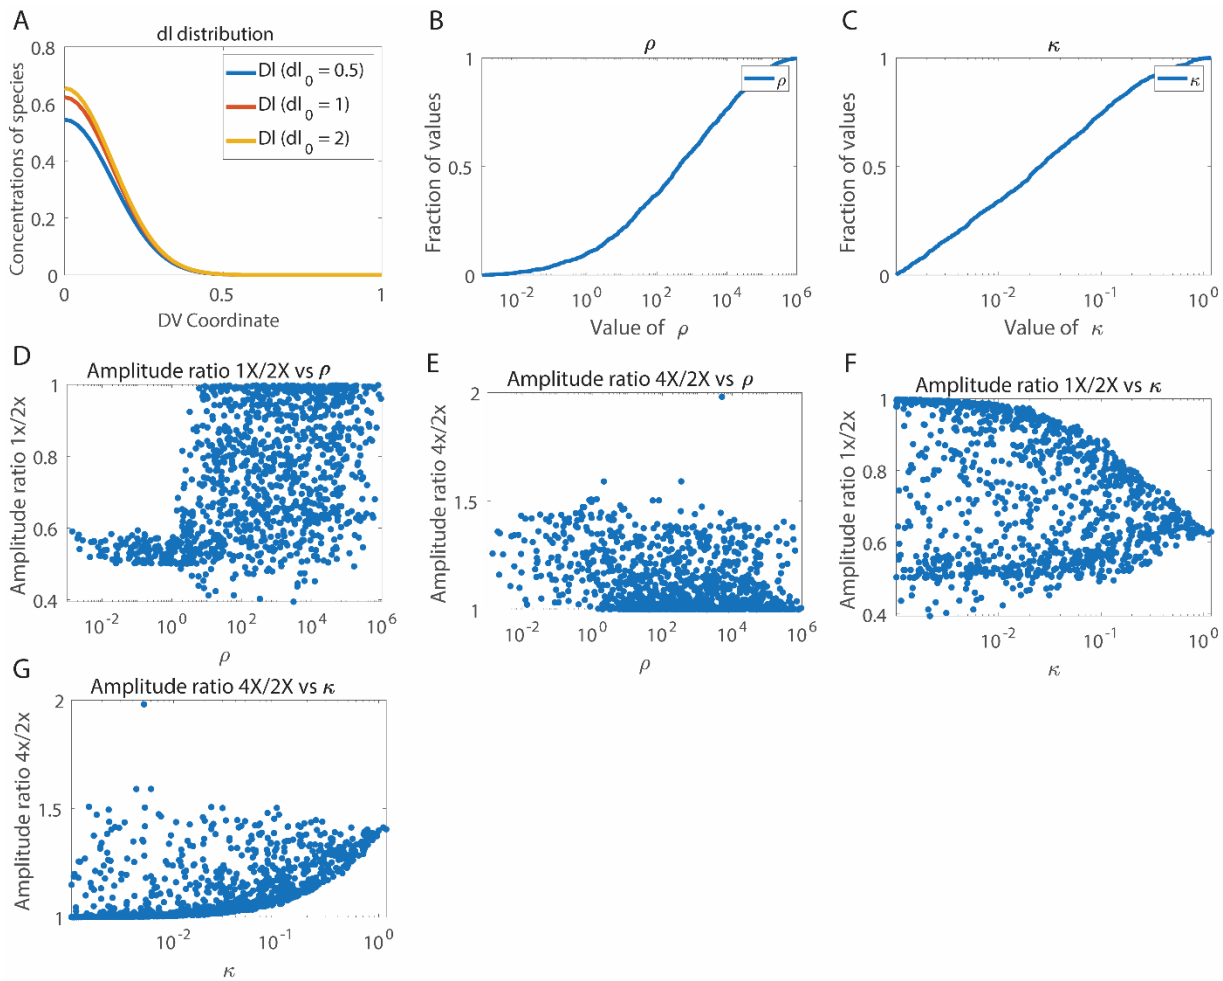 A
dl distribution
Concentrations of species
0.8
0.6
0.4
0.2
0
Dl (dl 0 = 0.5)
Dl (dl 0 = 1)
Dl (dl 0 = 2)
0 0.5 1
DV Coordinate
B
ρ
Fraction of values
1
0.5
0
ρ
10^-2 10^0 10^2 10^4 10^6
Value of ρ
C
κ
Fraction of values
1
0.5
0
κ
10^-2 10^-1 10^0
Value of κ
D
Amplitude ratio 1X/2X vs ρ
Amplitude ratio 1x/2x
1
0.8
0.6
0.4
10^-2 10^0 10^2 10^4 10^6
ρ
E
Amplitude ratio 4X/2X vs ρ
Amplitude ratio 4x/2x
2
1.5
1
10^-2 10^0 10^2 10^4 10^6
ρ
F
Amplitude ratio 1X/2X vs κ
Amplitude ratio 1x/2x
1
0.8
0.6
0.4
10^-2 10^-1 10^0
κ
G
Amplitude ratio 4X/2X vs κ
Amplitude ratio 4x/2x
2
1.5
1
10^-2 10^-1 10^0
κ